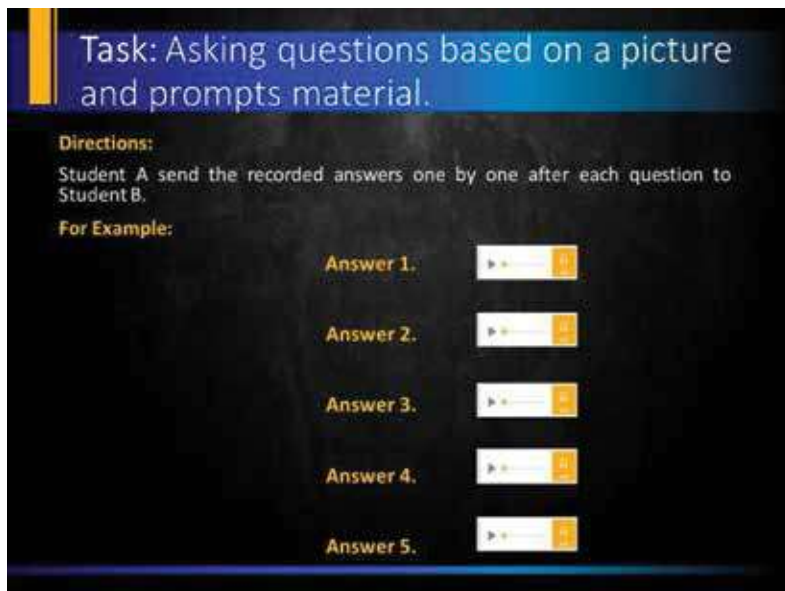 Task: Asking questions based on a picture
and prompts material.
Directions:
Student A send the recorded answers one by one after each question to
Student B.
For Example:
Answer 1.
Answer 2.
Answer 3.
Answer 4.
Answer 5.